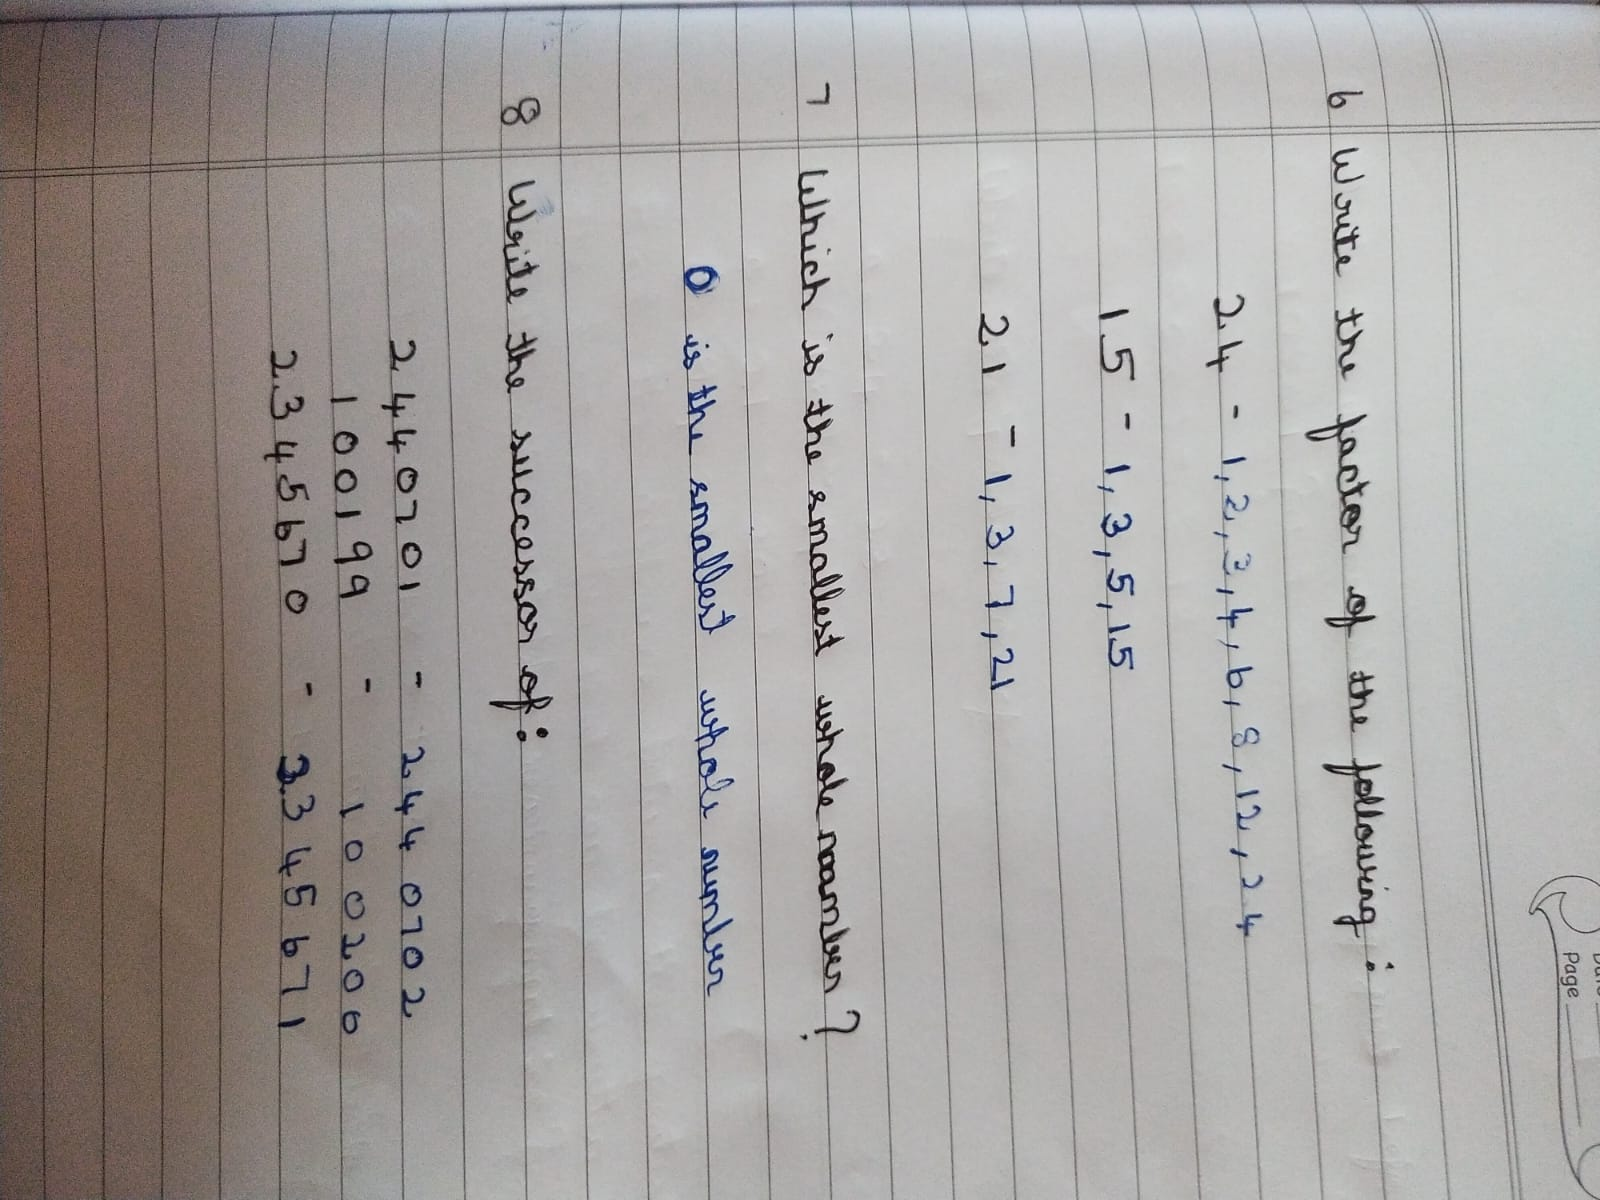 Page
6 Write the factor of the following :
24 - 1, 2, 3, 4, 6, 8, 12, 24
15 - 1, 3, 5, 15
21 - 1, 3, 7, 21
7 Which is the smallest whole naamber ?
0 is the smallest whole number
8 Write the successor of :
2440701 - 2440702
100199 - 100200
2345670 - 3345671